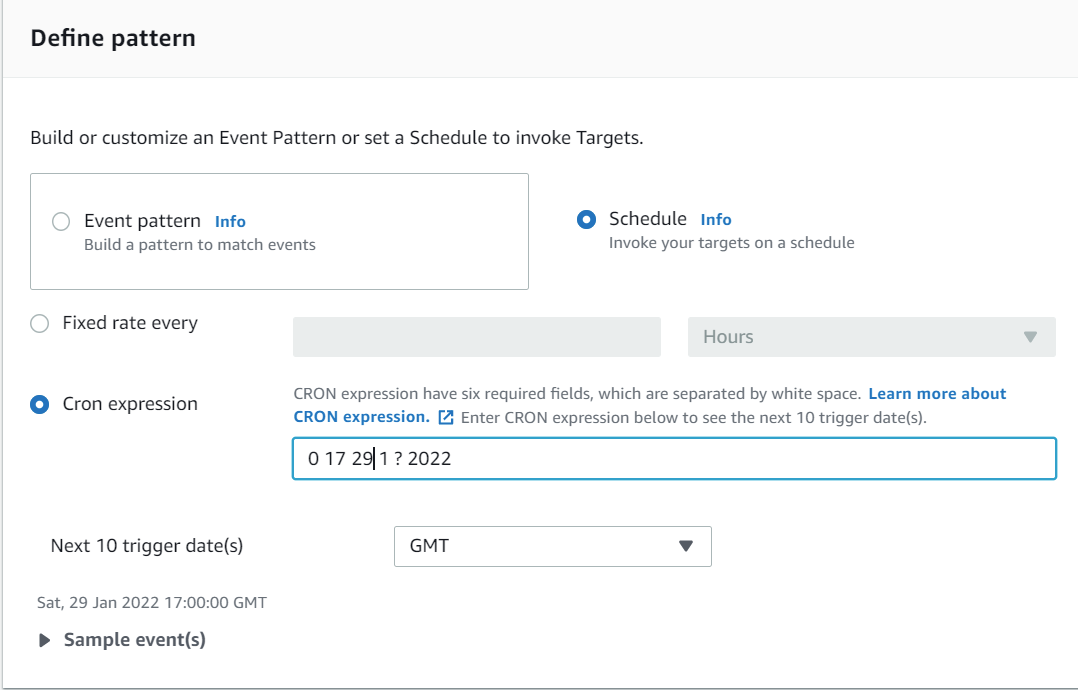 Define pattern
Build or customize an Event Pattern or set a Schedule to invoke Targets.
Event pattern Info
Build a pattern to match events
Schedule Info
Invoke your targets on a schedule
Fixed rate every
Hours
Cron expression
CRON expression have six required fields, which are separated by white space. Learn more about
CRON expression. Enter CRON expression below to see the next 10 trigger date(s).
0 17 29 1 ? 2022
Next 10 trigger date(s)
GMT
Sat, 29 Jan 2022 17:00:00 GMT
Sample event(s)